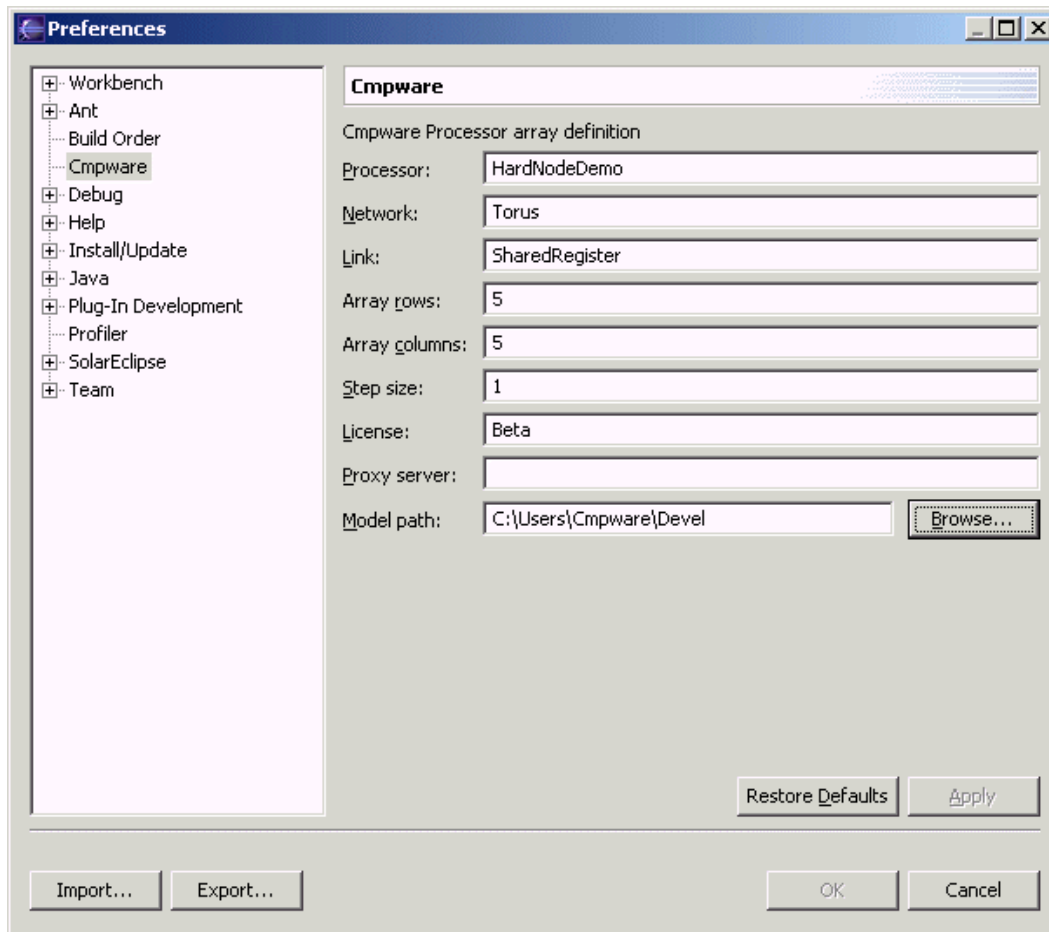 Preferences
Workbench
Ant
Build Order
Cmpware
Debug
Help
Install/Update
Java
Plug-In Development
Profiler
SolarEclipse
Team
Cmpware
Cmpware Processor array definition
Processor: HardNodeDemo
Network: Torus
Link: SharedRegister
Array rows: 5
Array columns: 5
Step size: 1
License: Beta
Proxy server:
Model path: C:\Users\Cmpware\Devel Browse...
Restore Defaults Apply
Import... Export... OK Cancel